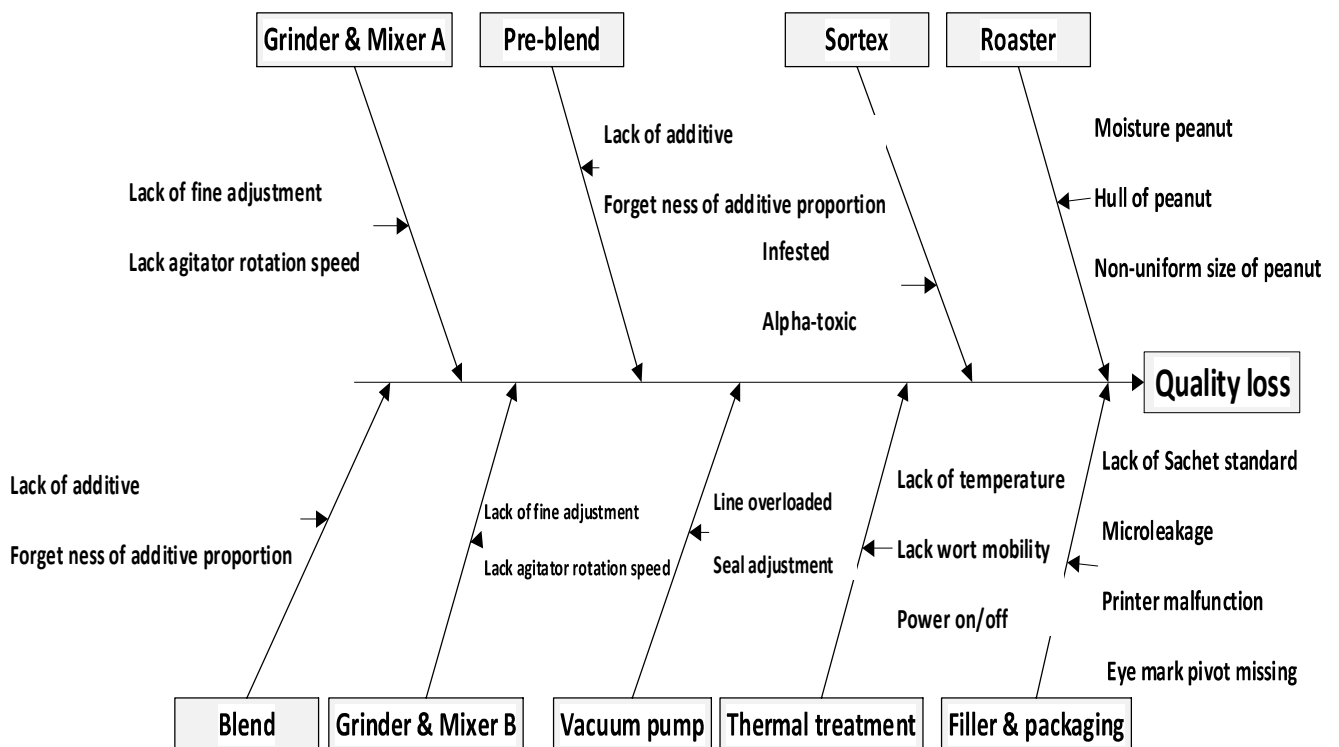 Grinder & Mixer A
Pre-blend
Sortex
Roaster
Lack of fine adjustment
Lack agitator rotation speed
Lack of additive
Forget ness of additive proportion
Infested
Alpha-toxic
Moisture peanut
Hull of peanut
Non-uniform size of peanut
Quality loss
Lack of additive
Forget ness of additive proportion
Lack of fine adjustment
Lack agitator rotation speed
Line overloaded
Seal adjustment
Lack of temperature
Lack wort mobility
Power on/off
Lack of Sachet standard
Microleakage
Printer malfunction
Eye mark pivot missing
Blend
Grinder & Mixer B
Vacuum pump
Thermal treatment
Filler & packaging